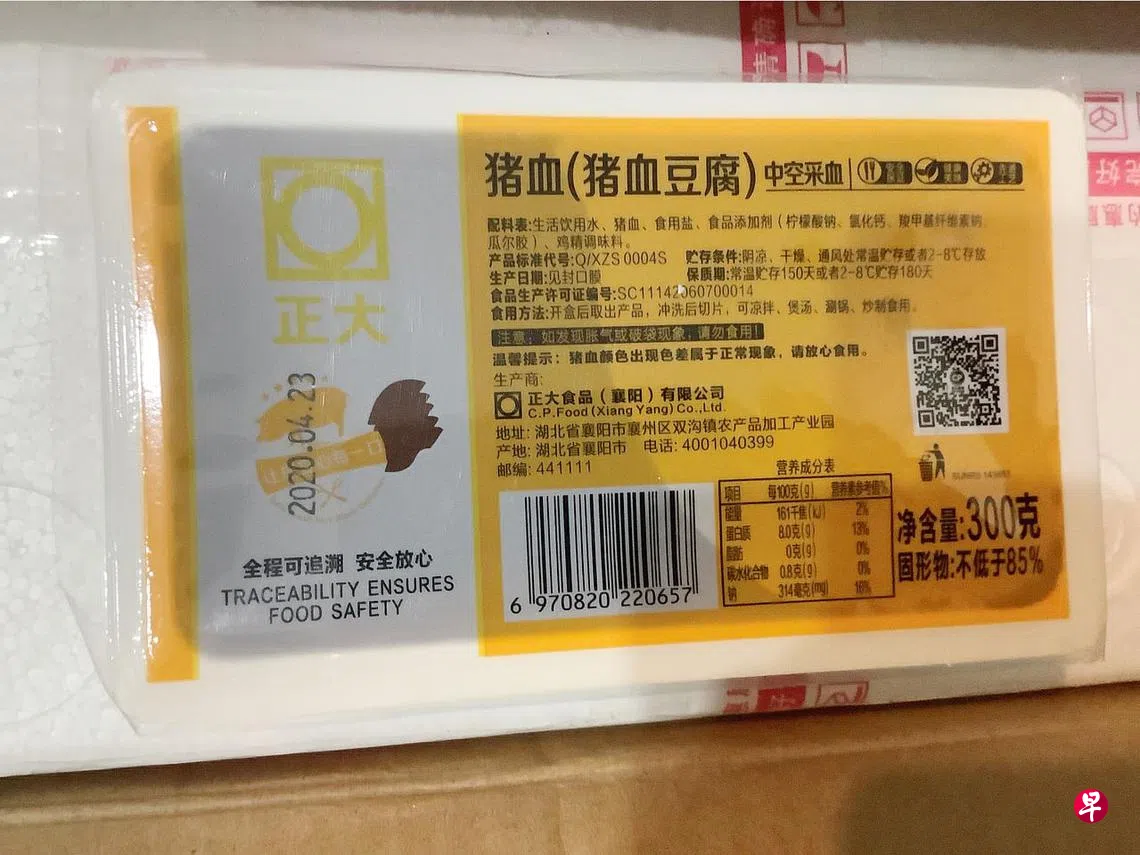 正大
2020.04.23
全程可追溯 安全放心
TRACEABILITY ENSURES
FOOD SAFETY
猪血(猪血豆腐) 中空采血
配料表:生活饮用水、猪血、食用盐、食品添加剂（柠檬酸钠、氯化钙、羧甲基纤维素钠、
瓜尔胶）、鸡精调味料。
产品标准代号:Q/XZS 0004S 贮存条件:阴凉、干燥、通风处常温贮存或者2-8℃存放
生产日期:见封口膜 保质期:常温贮存150天或者2-8℃贮存180天
食品生产许可证编号:SC11142060700014
食用方法:开盒后取出产品，冲洗后切片，可凉拌、煲汤、涮锅、炒制食用。
注意：如发现胀气或破袋现象，请勿食用！
温馨提示：猪血颜色出现色差属于正常现象，请放心食用。
生产商:
正大食品（襄阳）有限公司
C.P.Food (Xiang Yang) Co.,Ltd.
地址: 湖北省襄阳市襄州区双沟镇农产品加工产业园
产地: 湖北省襄阳市 电话: 4001040399
邮编: 441111
6 970820 220657
营养成分表
项目 每100克(g) 营养素参考值%
能量 161千焦(kJ) 2%
蛋白质 8.0克(g) 13%
脂肪 0克(g) 0%
碳水化合物 0.8克(g) 0%
钠 314毫克(mg) 16%
净含量:300克
固形物:不低于85%
早